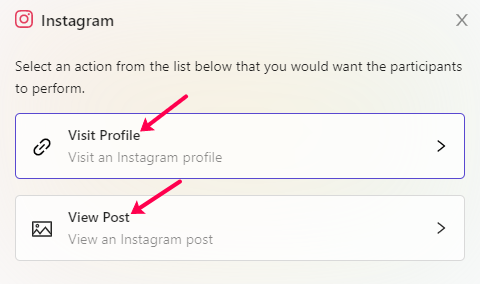 Instagram
X
Select an action from the list below that you would want the participants
to perform.
Visit Profile
Visit an Instagram profile
View Post
View an Instagram post